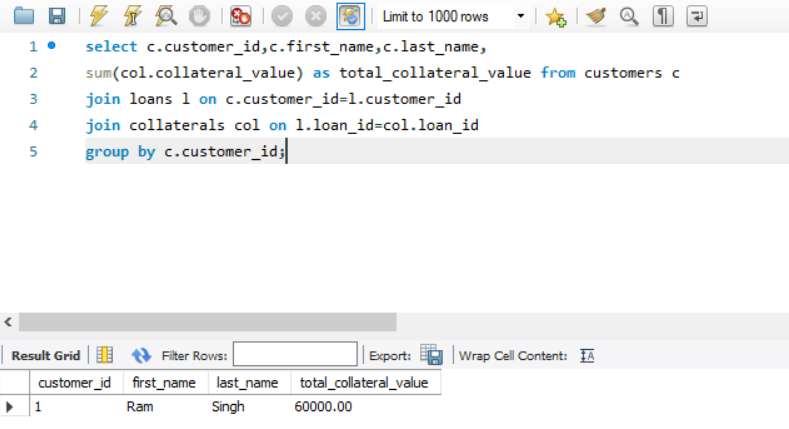 Limit to 1000 rows
1 select c.customer_id,c.first_name,c.last_name,
2 sum(col.collateral_value) as total_collateral_value from customers c
3 join loans l on c.customer_id=l.customer_id
4 join collaterals col on l.loan_id=col.loan_id
5 group by c.customer_id;
Result Grid Filter Rows: Export: Wrap Cell Content: IA
customer_id first_name last_name total_collateral_value
1 Ram Singh 60000.00